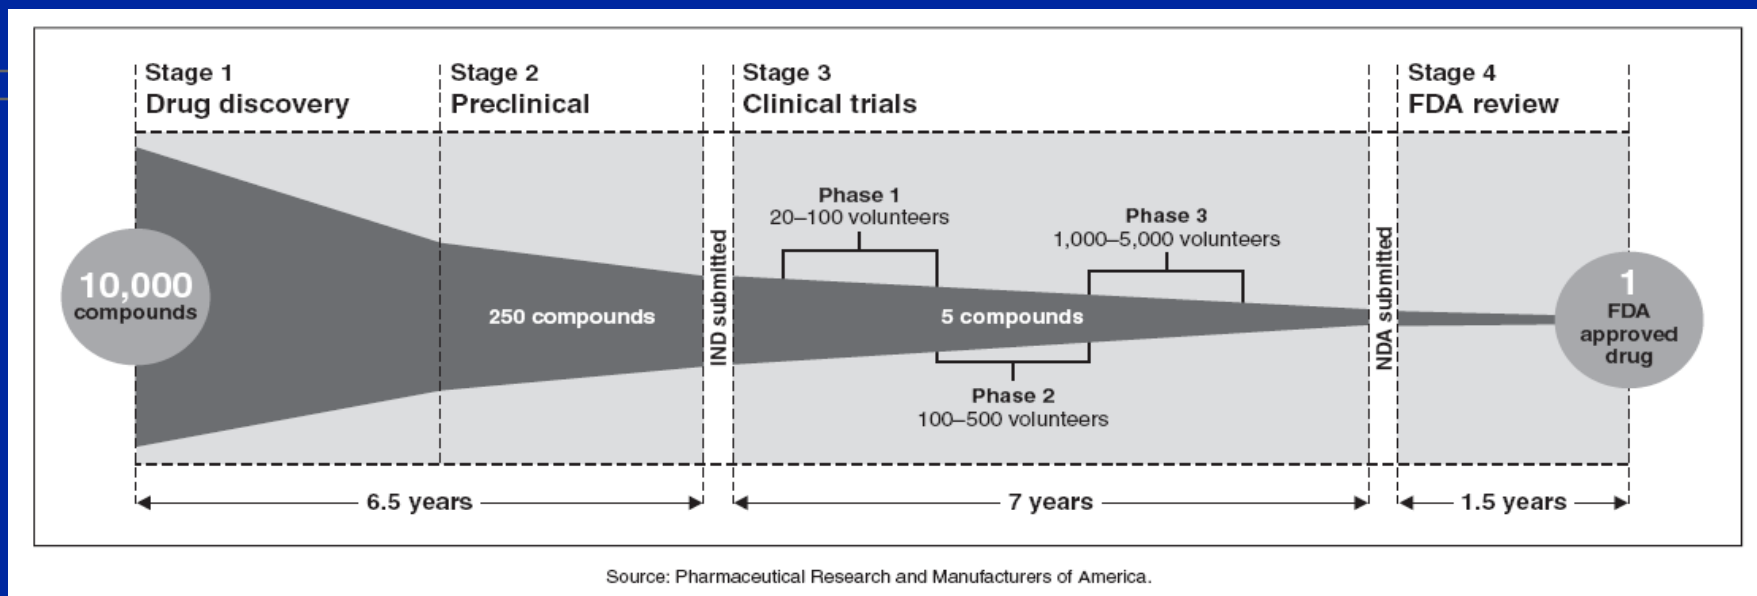 Stage 1
Drug discovery
Stage 2
Preclinical
Stage 3
Clinical trials
Stage 4
FDA review
10,000
compounds
250 compounds
IND submitted
Phase 1
20–100 volunteers
5 compounds
Phase 2
100–500 volunteers
Phase 3
1,000–5,000 volunteers
NDA submitted
1
FDA
approved
drug
6.5 years
7 years
1.5 years
Source: Pharmaceutical Research and Manufacturers of America.